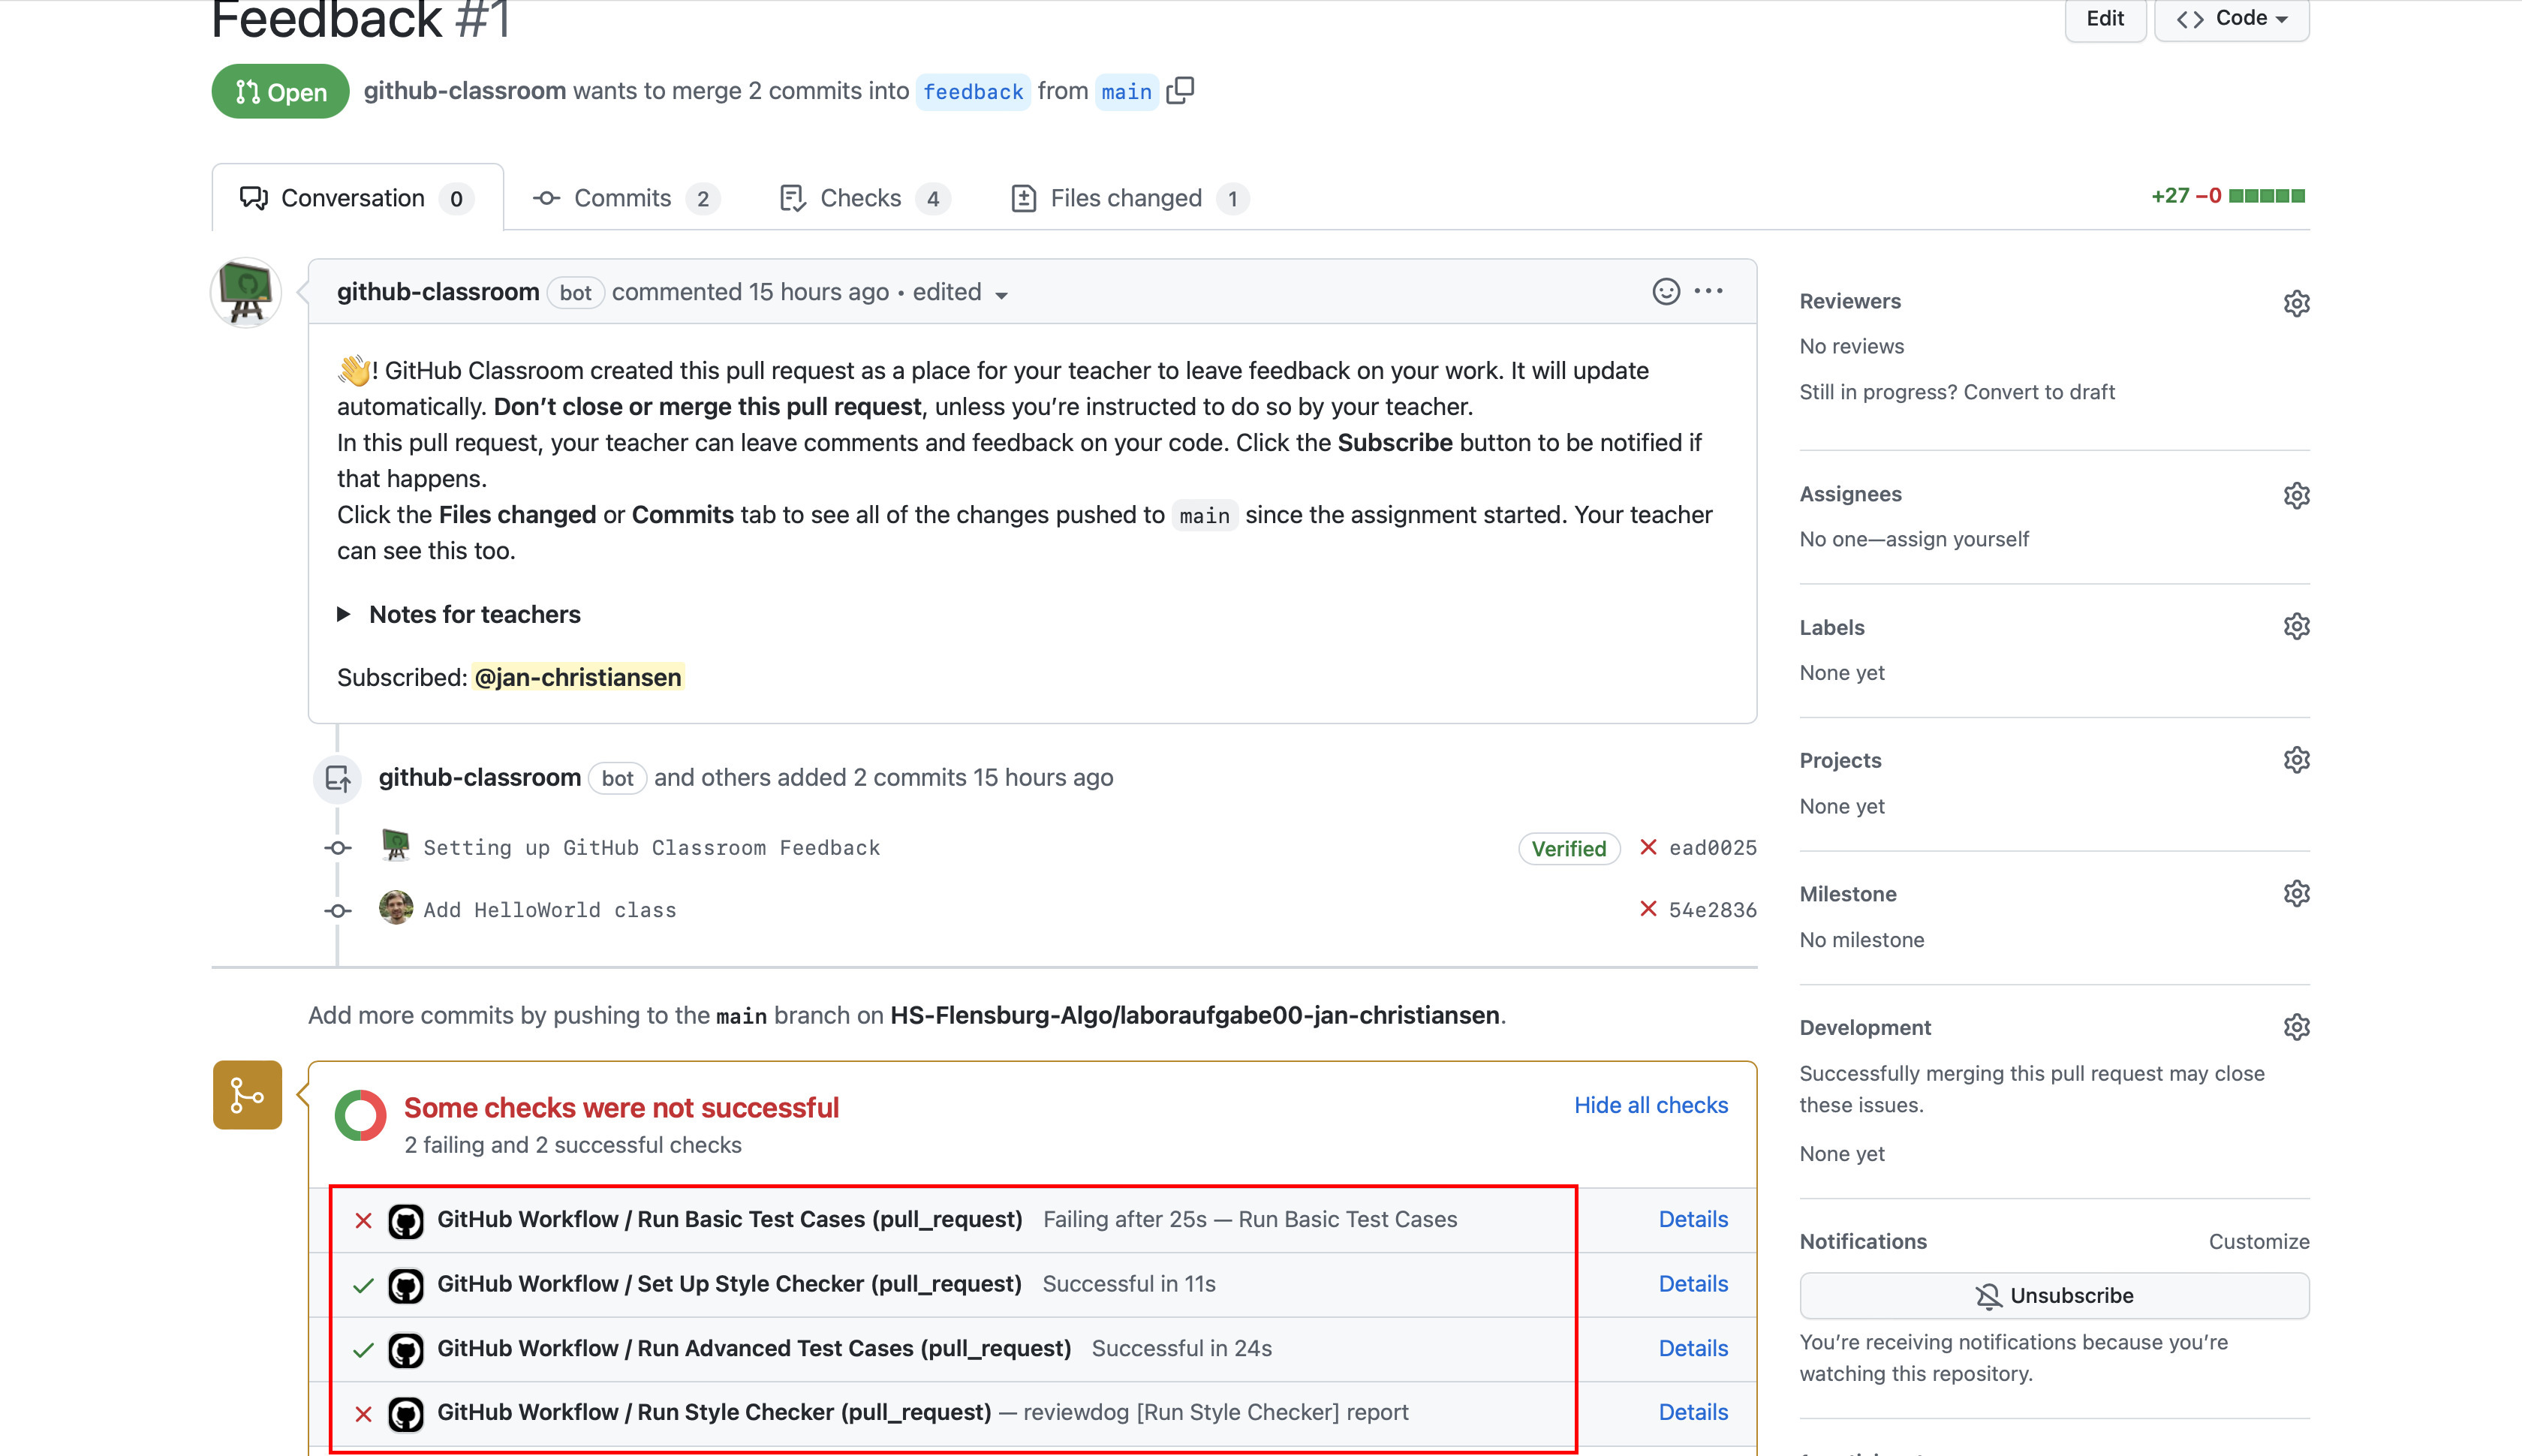 Feedback #1
Edit
Code
Open
github-classroom wants to merge 2 commits into feedback from main
Conversation 0
Commits 2
Checks 4
Files changed 1
+27 −0
github-classroom bot commented 15 hours ago • edited
👋! GitHub Classroom created this pull request as a place for your teacher to leave feedback on your work. It will update
automatically. Don’t close or merge this pull request, unless you’re instructed to do so by your teacher.
In this pull request, your teacher can leave comments and feedback on your code. Click the Subscribe button to be notified if
that happens.
Click the Files changed or Commits tab to see all of the changes pushed to main since the assignment started. Your teacher
can see this too.
Notes for teachers
Subscribed: @jan-christiansen
github-classroom bot and others added 2 commits 15 hours ago
Setting up GitHub Classroom Feedback Verified ead0025
Add HelloWorld class 54e2836
Add more commits by pushing to the main branch on HS-Flensburg-Algo/laboraufgabe00-jan-christiansen.
Some checks were not successful
Hide all checks
2 failing and 2 successful checks
GitHub Workflow / Run Basic Test Cases (pull_request) Failing after 25s — Run Basic Test Cases Details
GitHub Workflow / Set Up Style Checker (pull_request) Successful in 11s Details
GitHub Workflow / Run Advanced Test Cases (pull_request) Successful in 24s Details
GitHub Workflow / Run Style Checker (pull_request) — reviewdog [Run Style Checker] report Details
Reviewers
No reviews
Still in progress? Convert to draft
Assignees
No one—assign yourself
Labels
None yet
Projects
None yet
Milestone
No milestone
Development
Successfully merging this pull request may close
these issues.
None yet
Notifications Customize
Unsubscribe
You’re receiving notifications because you’re
watching this repository.